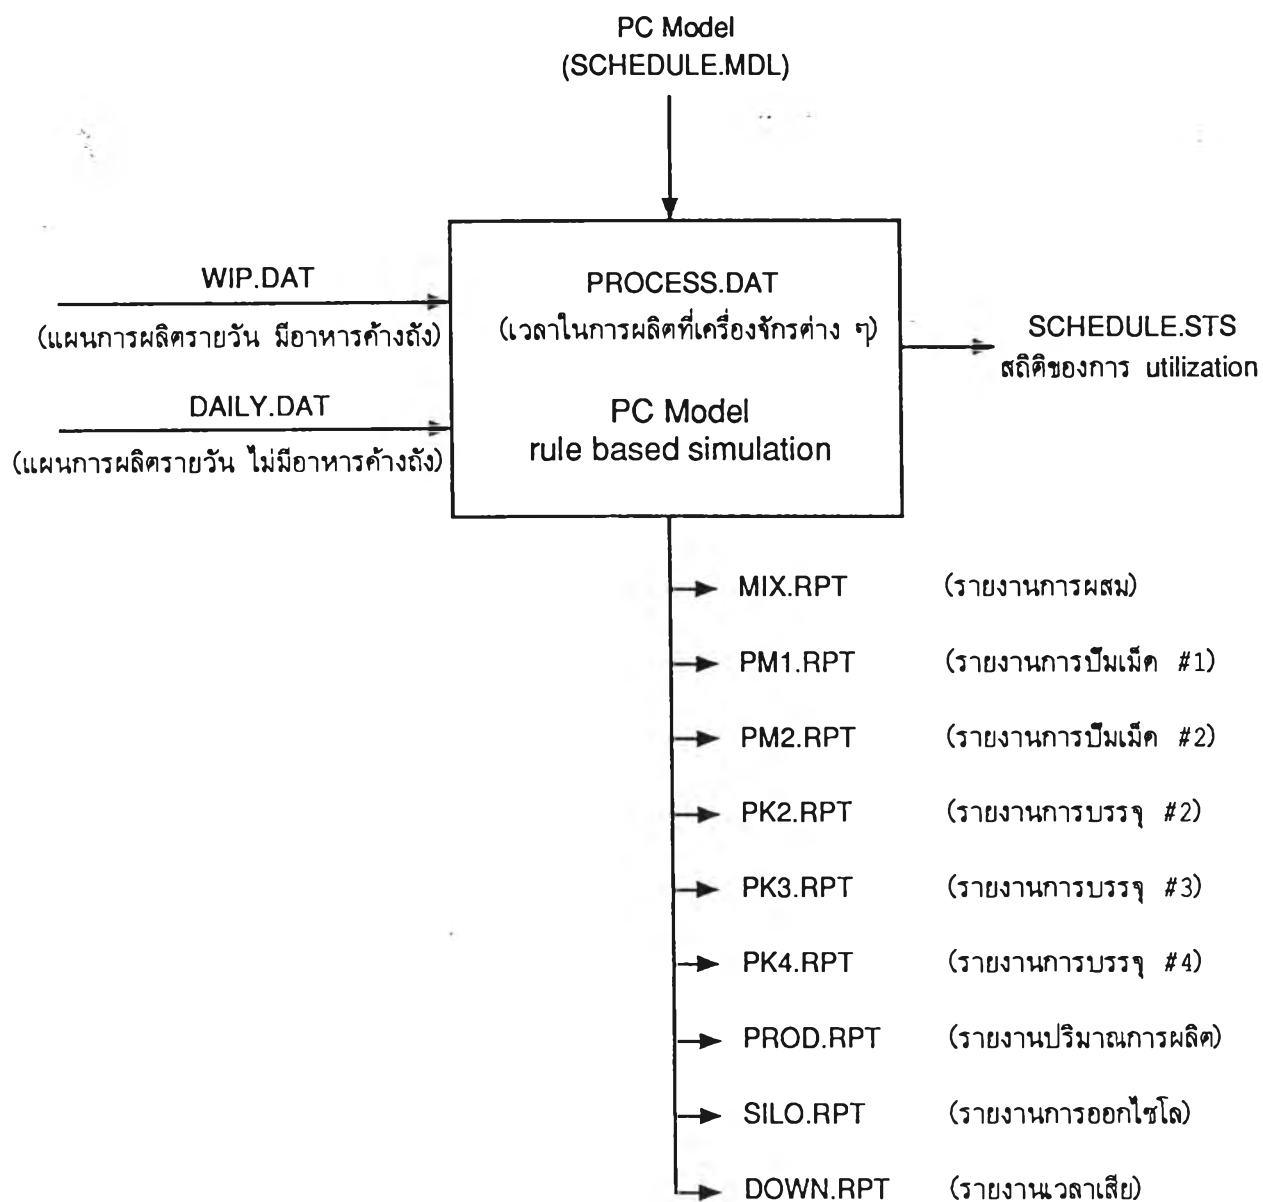 PC Model
(SCHEDULE.MDL)
WIP.DAT
(แผนการผลิตรายวัน มีอาหารค้างถัง)
DAILY.DAT
(แผนการผลิตรายวัน ไม่มีอาหารค้างถัง)
PROCESS.DAT
(เวลาในการผลิตที่เครื่องจักรต่าง ๆ)
PC Model
rule based simulation
SCHEDULE.STS
สถิติของการ utilization
MIX.RPT (รายงานการผสม)
PM1.RPT (รายงานการปั๊มเม็ด #1)
PM2.RPT (รายงานการปั๊มเม็ด #2)
PK2.RPT (รายงานการบรรจุ #2)
PK3.RPT (รายงานการบรรจุ #3)
PK4.RPT (รายงานการบรรจุ #4)
PROD.RPT (รายงานปริมาณการผลิต)
SILO.RPT (รายงานการออกไซโล)
DOWN.RPT (รายงานเวลาเสีย)